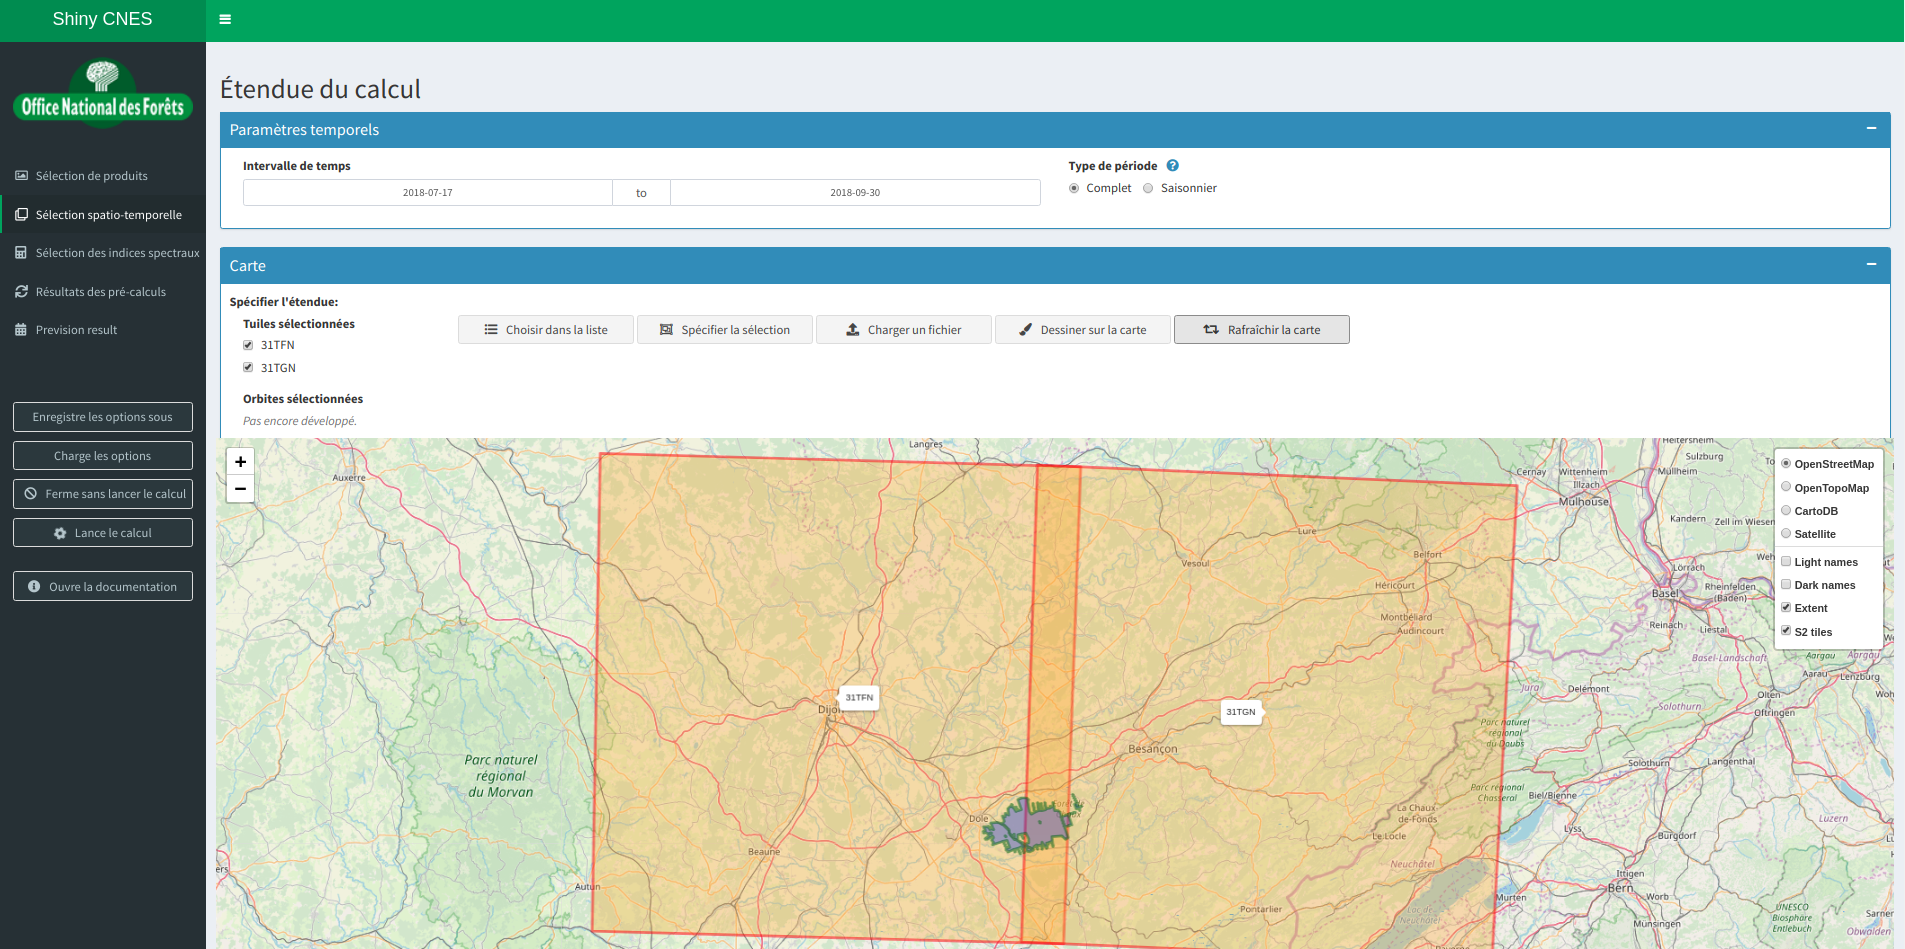 Shiny CNES
Office National des Forêts
Sélection de produits
Sélection spatio-temporelle
Sélection des indices spectraux
Résultats des pré-calculs
Prevision result
Enregistre les options sous
Charge les options
Ferme sans lancer le calcul
Lance le calcul
Ouvre la documentation
Étendue du calcul
Paramètres temporels
Intervalle de temps
2018-07-17 to 2018-09-30
Type de période
Complet Saisonnier
Carte
Spécifier l'étendue:
Tuiles sélectionnées
31TFN
31TGN
Choisir dans la liste
Spécifier la sélection
Charger un fichier
Dessiner sur la carte
Rafraîchir la carte
Orbites sélectionnées
Pas encore développé.
+
−
OpenStreetMap
OpenTopoMap
CartoDB
Satellite
Light names
Dark names
Extent
S2 tiles
Langres
Auxerre
Heitersheim
Sulzburg
Cernay
Wittenheim
Illzach
Müllheim
Mulhouse
Kandern
Zell im Wiesen
Lure
Belfort
Vesoul
Héricourt
Montbéliard
Audincourt
Lörrach
Rheinfelden
(Baden)
Basel
Reinach
Liestal
Basel-Landschaft
Aargau
Aargau
Aarau
Lenzburg
Jura
Delémont
Olten
Oftringen
Solothurn
31TFN
Dijon
31TGN
Besançon
Parc naturel
régional
du Doubs
Solothurn
Langenthal
Parc naturel
régional
du Morvan
Parc régional
Chasseral
Biel/Bienne
La Chaux
-de-Fonds
Le Locle
Lyss
Burgdorf
Luzern
Dole
Beaune
Neuchâtel
Autun
Ittigen
Bern
Worb
Murten
Münsingen
Pontarlier
Lac de
Neuchâtel
UNESCO
Biosphäre
Entlebuch
Sarnen
Obwalden